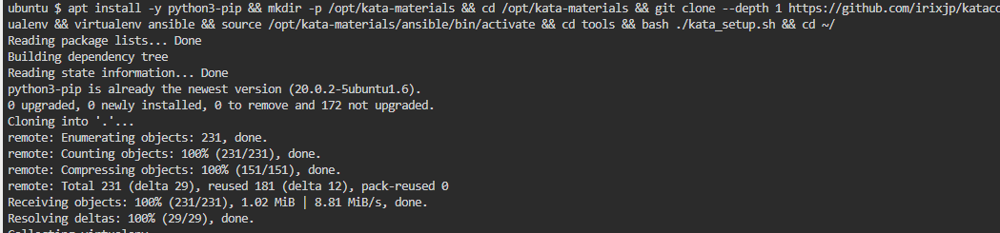 ubuntu $ apt install -y python3-pip && mkdir -p /opt/kata-materials && cd /opt/kata-materials && git clone --depth 1 https://github.com/irixjp/kataco
ualenv && virtualenv ansible && source /opt/kata-materials/ansible/bin/activate && cd tools && bash ./kata_setup.sh && cd ~/
Reading package lists... Done
Building dependency tree
Reading state information... Done
python3-pip is already the newest version (20.0.2-5ubuntu1.6).
0 upgraded, 0 newly installed, 0 to remove and 172 not upgraded.
Cloning into '.'...
remote: Enumerating objects: 231, done.
remote: Counting objects: 100% (231/231), done.
remote: Compressing objects: 100% (151/151), done.
remote: Total 231 (delta 29), reused 181 (delta 12), pack-reused 0
Receiving objects: 100% (231/231), 1.02 MiB | 8.81 MiB/s, done.
Resolving deltas: 100% (29/29), done.
Collecting virtualenv